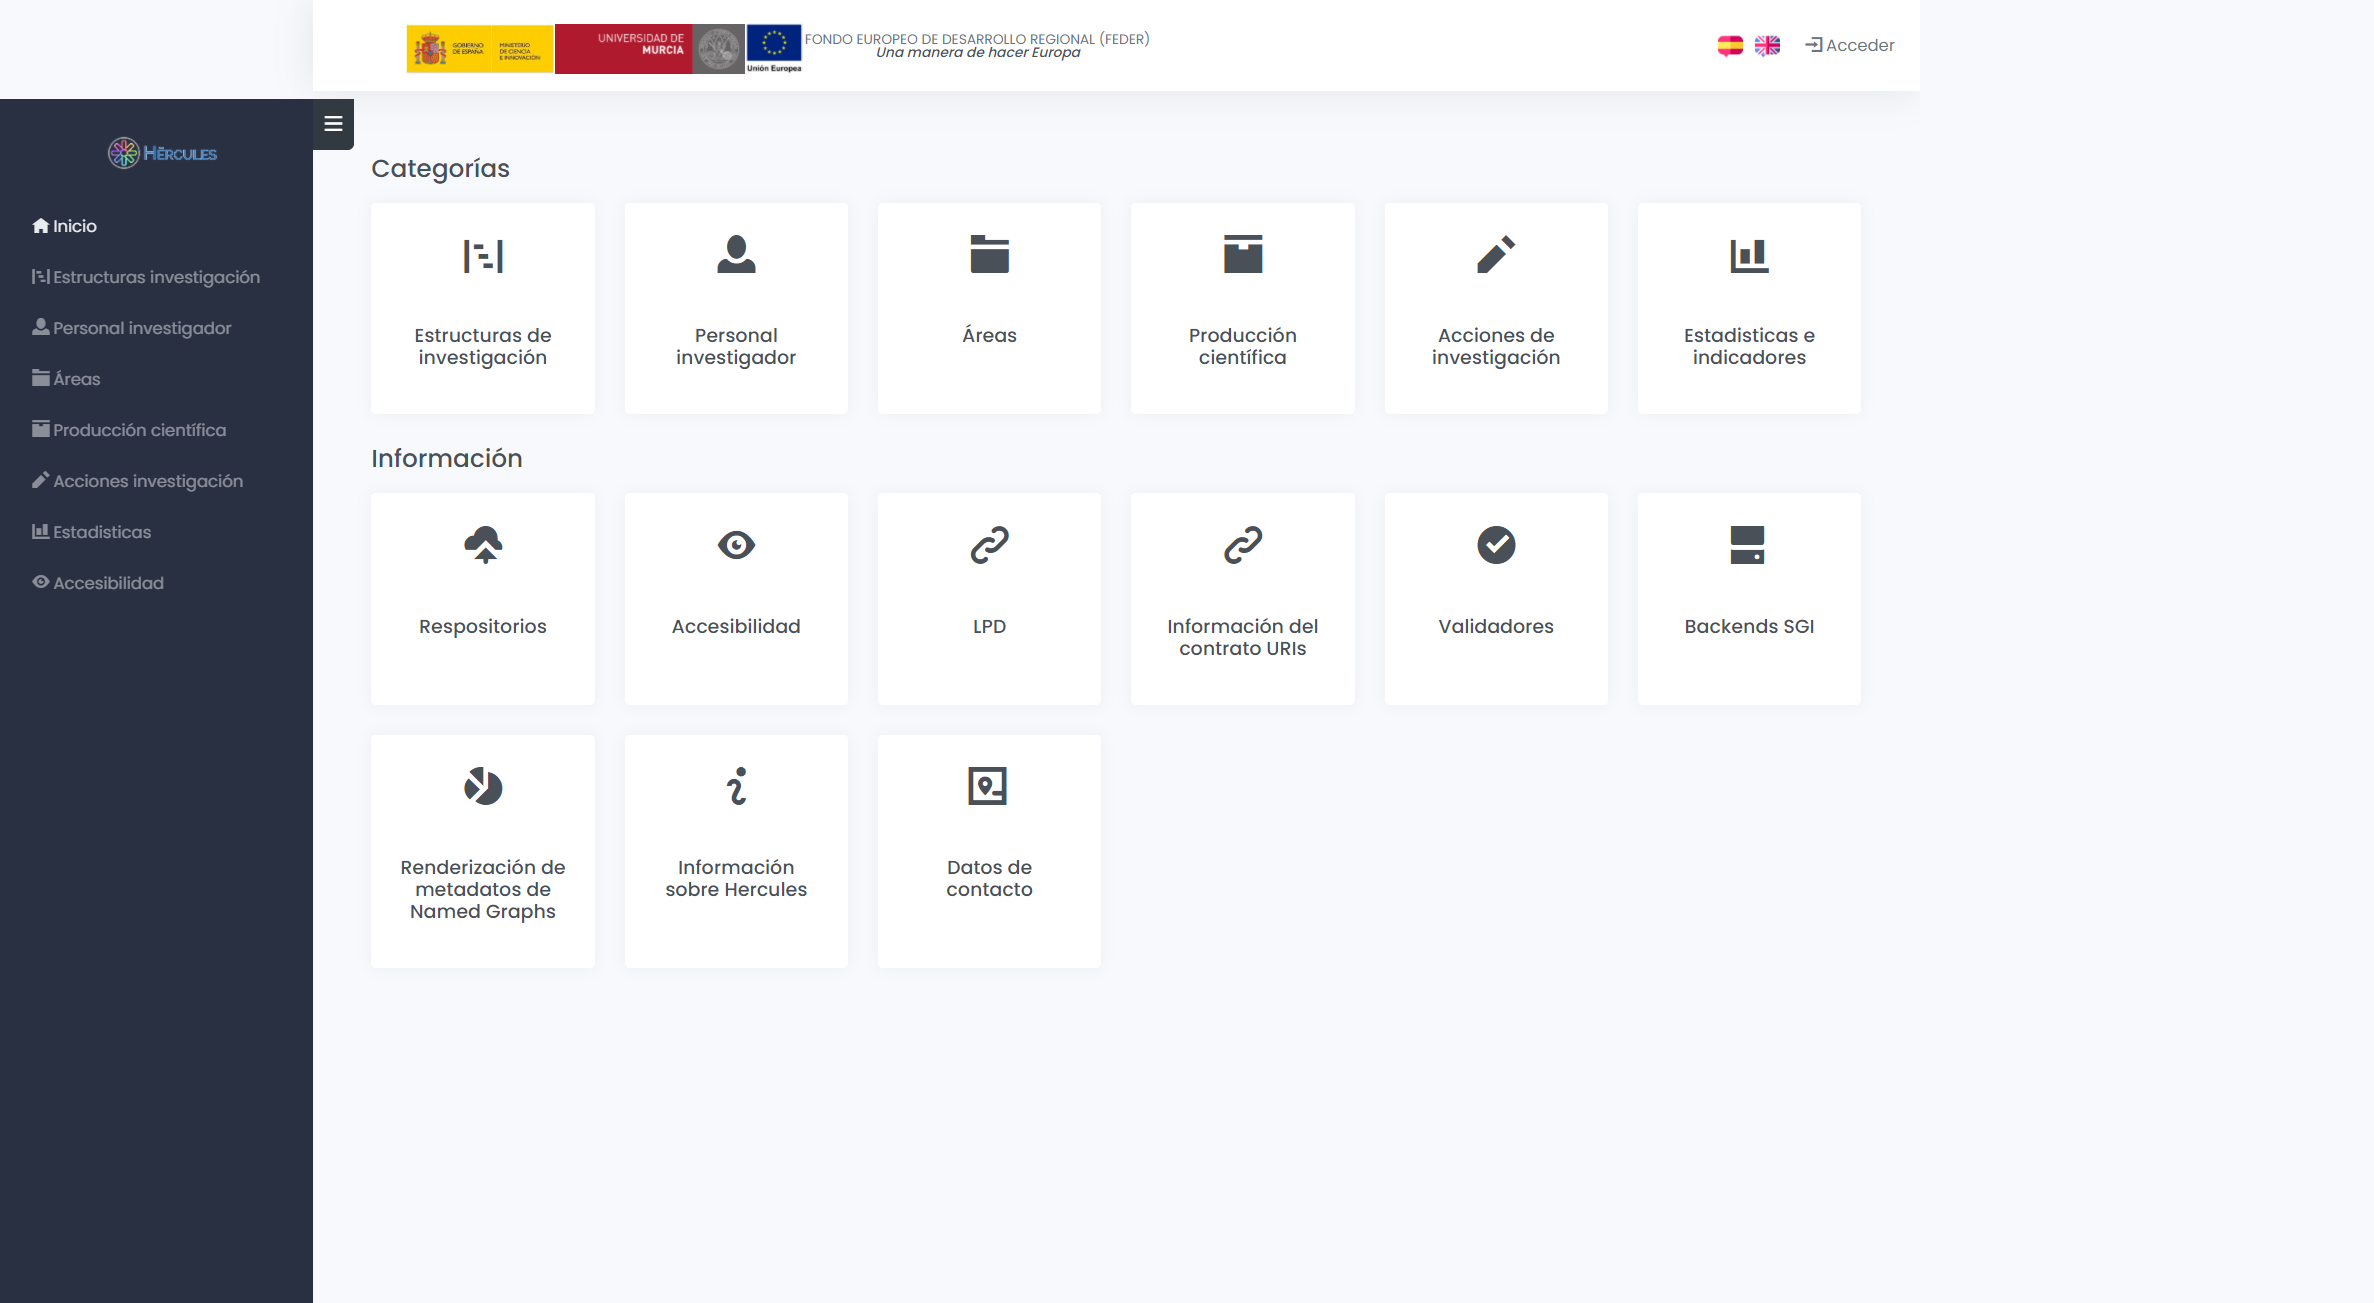 GOBIERNO
DE ESPAÑA
MINISTERIO
DE CIENCIA
E INNOVACIÓN
UNIVERSIDAD DE
MURCIA
Unión Europea
FONDO EUROPEO DE DESARROLLO REGIONAL (FEDER)
Una manera de hacer Europa
Acceder
HÉRCULES
Inicio
Estructuras investigación
Personal investigador
Áreas
Producción científica
Acciones investigación
Estadisticas
Accesibilidad
Categorías
Estructuras de
investigación
Personal
investigador
Áreas
Producción
científica
Acciones de
investigación
Estadisticas e
indicadores
Información
Respositorios
Accesibilidad
LPD
Información del
contrato URIs
Validadores
Backends SGI
Renderización de
metadatos de
Named Graphs
Información
sobre Hercules
Datos de
contacto